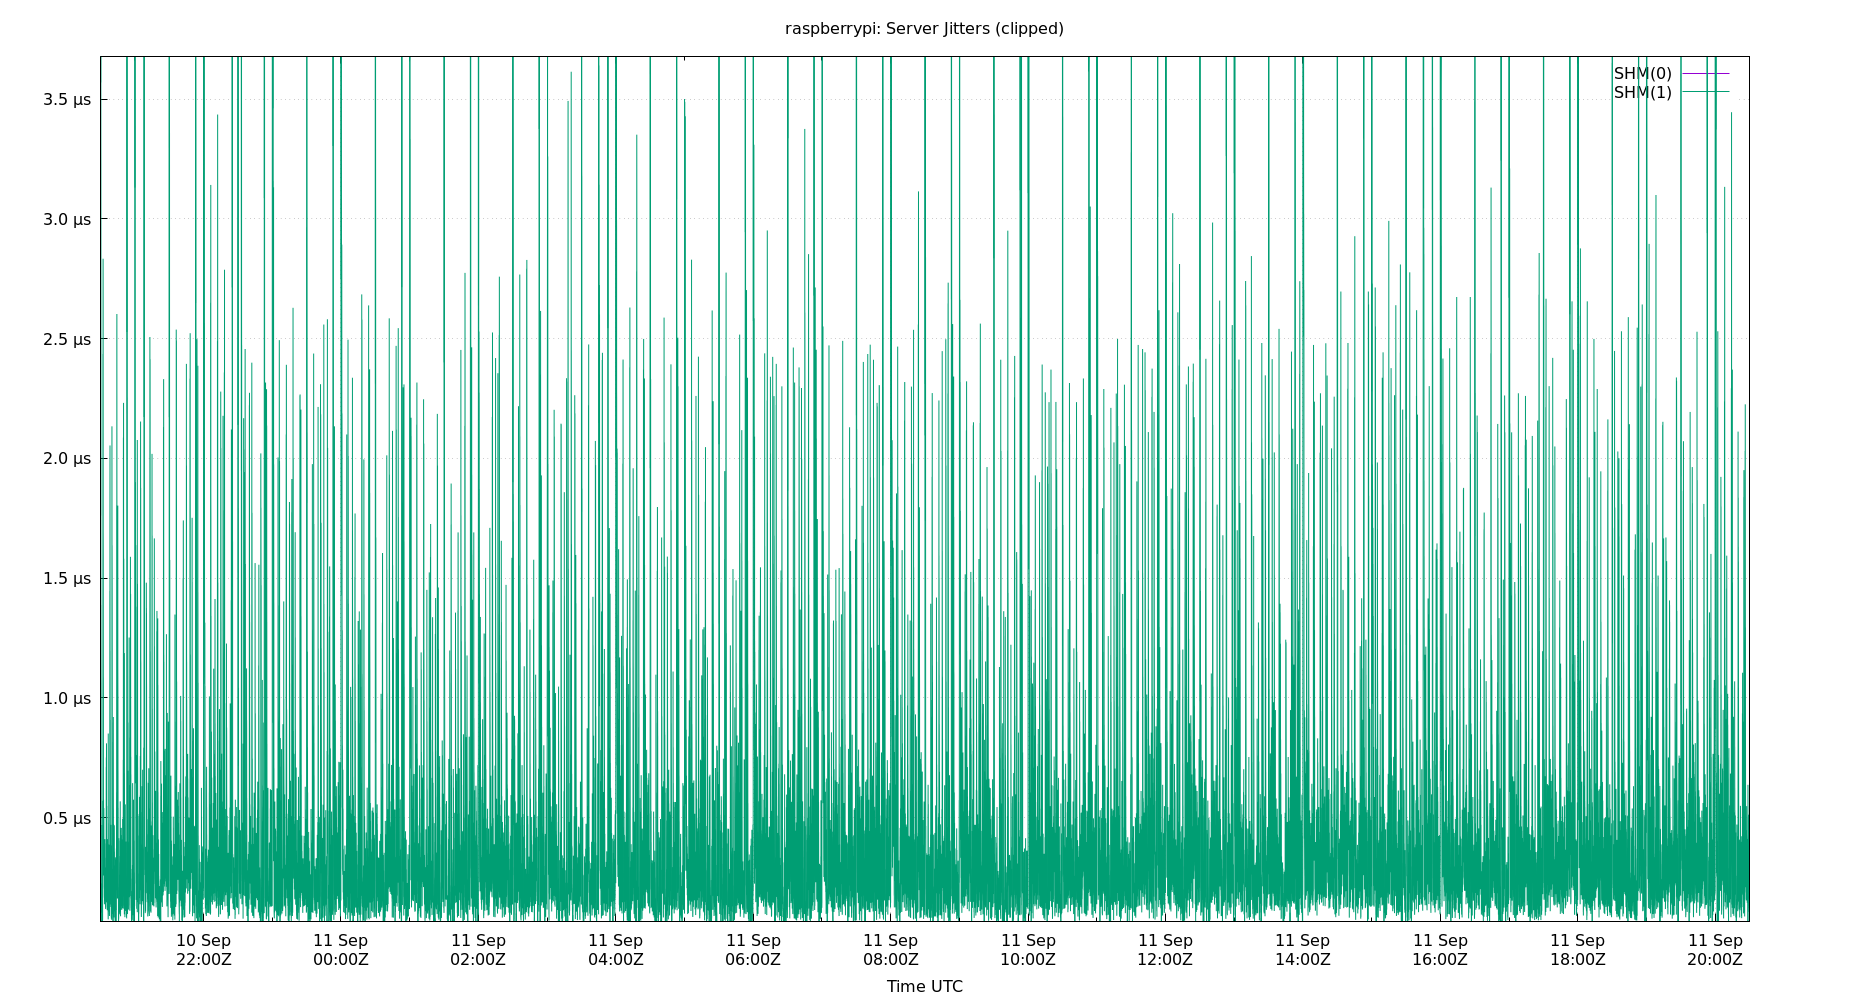 raspberrypi: Server Jitters (clipped)
SHM(0)
SHM(1)
3.5 μs
3.0 μs
2.5 μs
2.0 μs
1.5 μs
1.0 μs
0.5 μs
10 Sep 11 Sep 11 Sep 11 Sep 11 Sep 11 Sep 11 Sep 11 Sep 11 Sep 11 Sep 11 Sep 11 Sep
22:00Z 00:00Z 02:00Z 04:00Z 06:00Z 08:00Z 10:00Z 12:00Z 14:00Z 16:00Z 18:00Z 20:00Z
Time UTC